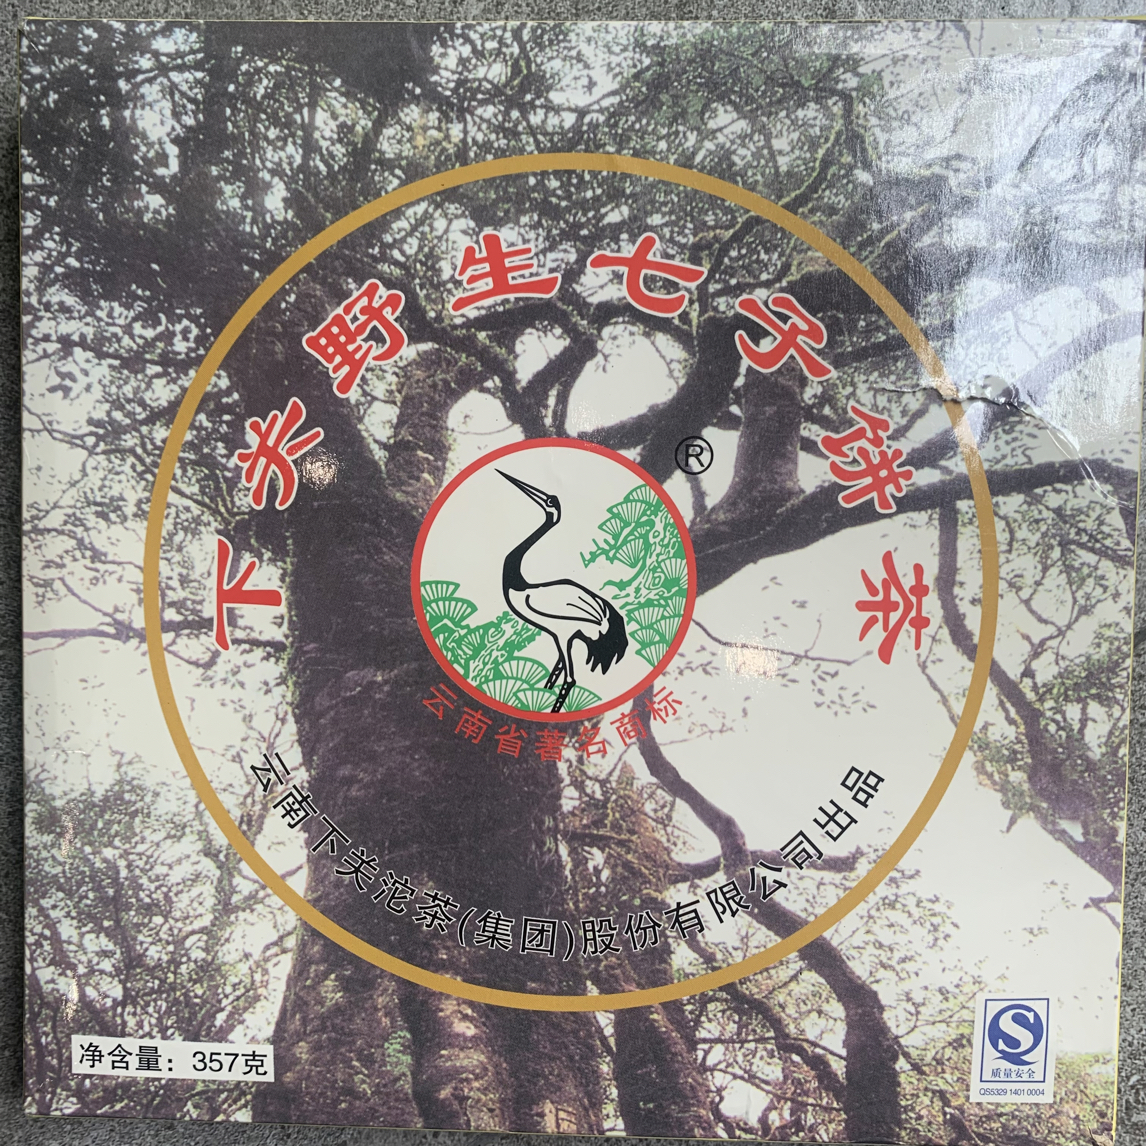 下关野生七子饼茶
®
云南省著名商标
云南下关沱茶(集团)股份有限公司出品
净含量：357克
质量安全
QS5329 1401 0004